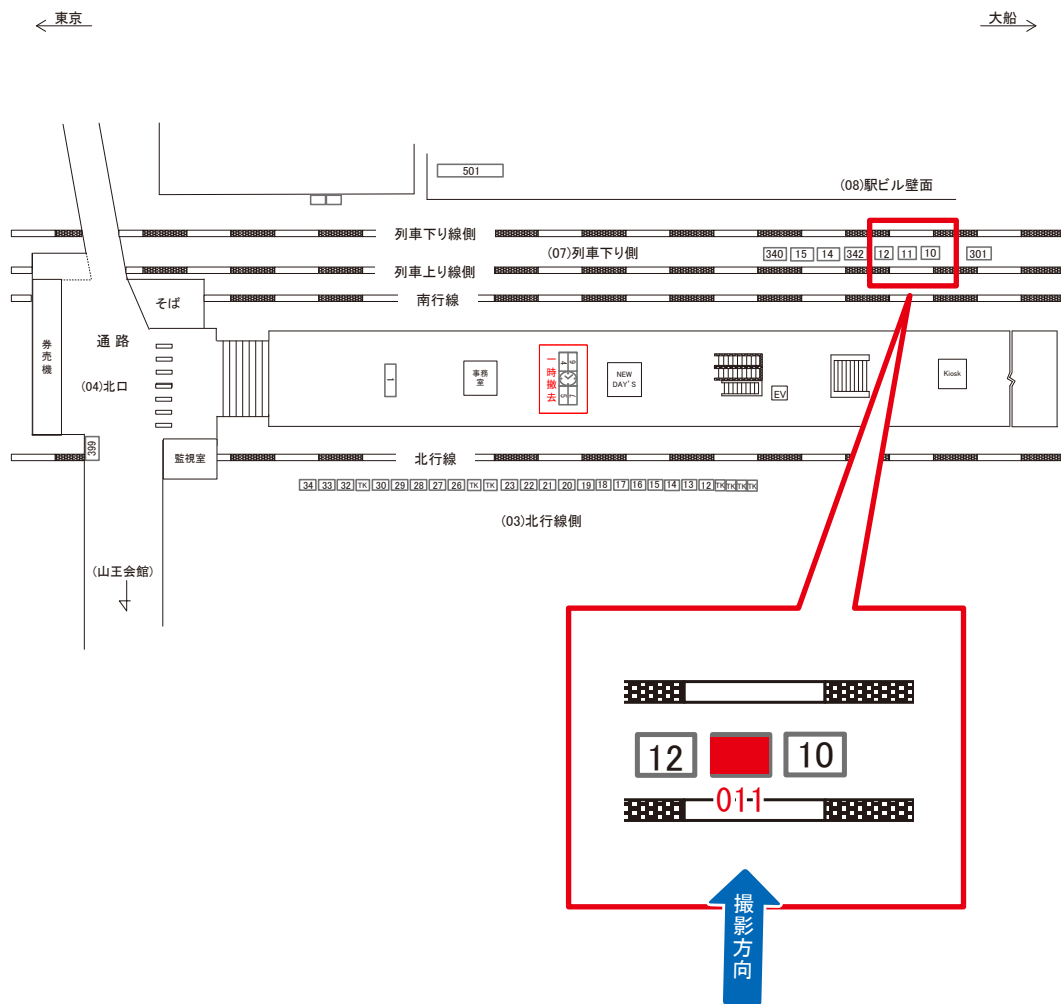 東京
大船
501
(08)駅ビル壁面
列車下り線側
(07)列車下り側
340 15 14 342 12 11 10 301
列車上り線側
南行線
そば
券売機
通路
(04)北口
1
事務室
一時撤去
4 9
5 7
NEW DAY'S
EV
Kiosk
399
監視室
北行線
34 33 32 TK 30 29 28 27 26 TK TK 23 22 21 20 19 18 17 16 15 14 13 12 TK TK TK TK
(03)北行線側
(山王会館)
12
10
011
撮影方向